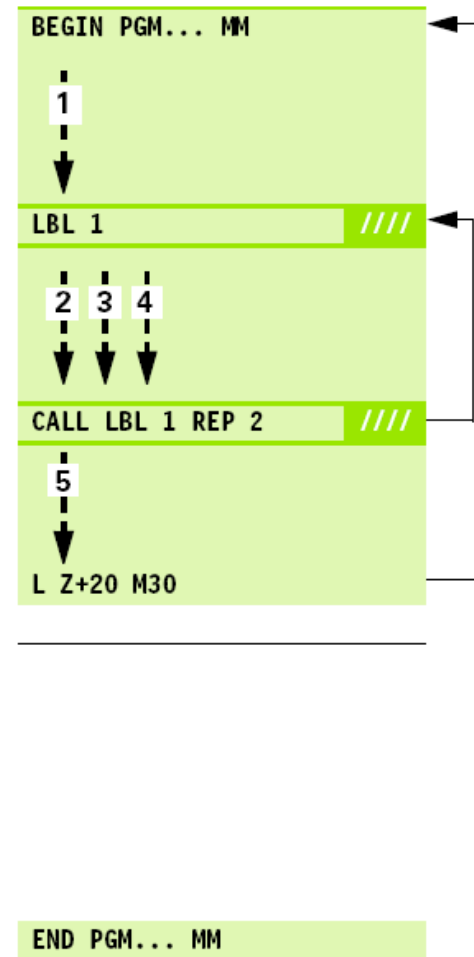 BEGIN PGM... MM
1
LBL 1 ////
2 3 4
CALL LBL 1 REP 2 ////
5
L Z+20 M30
END PGM... MM